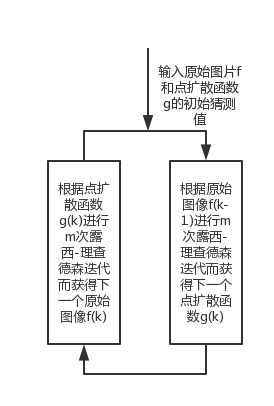 输入原始图片f
和点扩散函数
g的初始猜测
值
根据点扩
散函数
g(k)进行
m次露
西-理查
德森迭代
而获得下
一个原始
图像f(k)
根据原始
图像f(k-
1)进行m
次露西-
理查德森
迭代而获
得下一个
点扩散函
数g(k)